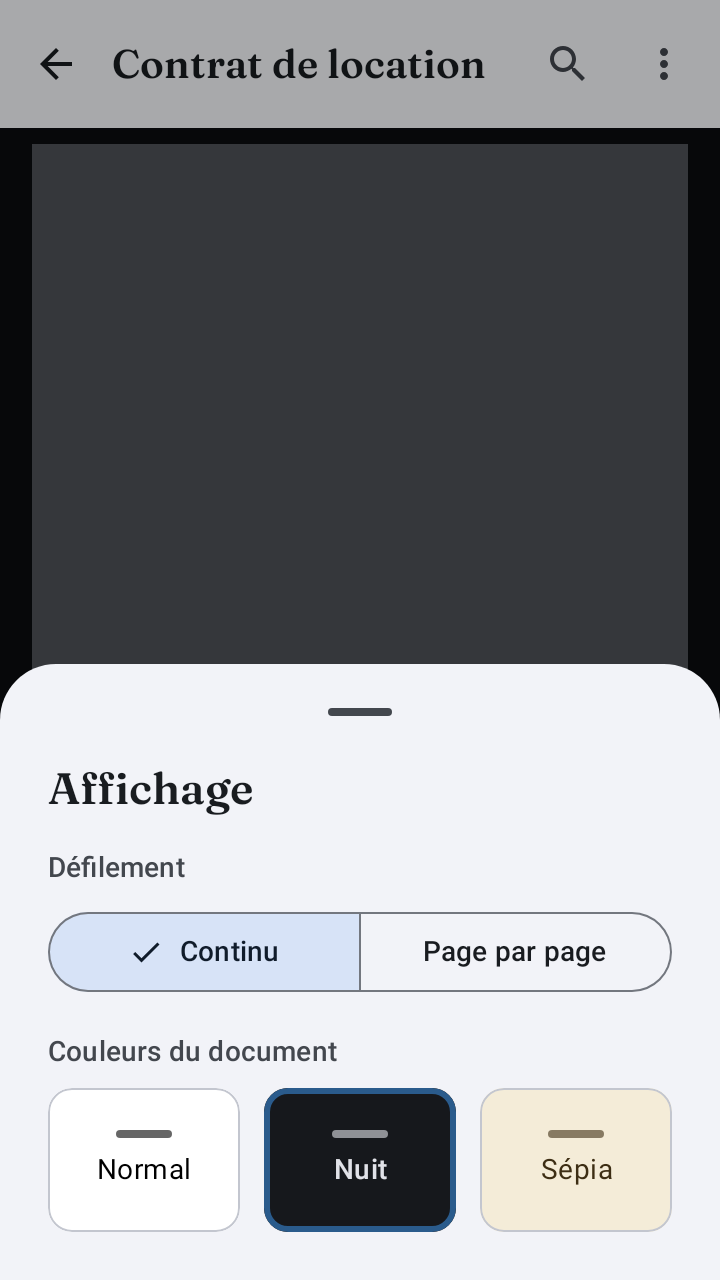 Contrat de location
Affichage
Défilement
Continu
Page par page
Couleurs du document
Normal
Nuit
Sépia